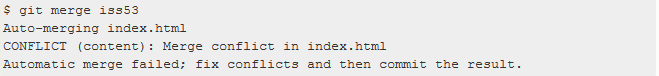 $ git merge iss53
Auto-merging index.html
CONFLICT (content): Merge conflict in index.html
Automatic merge failed; fix conflicts and then commit the result.